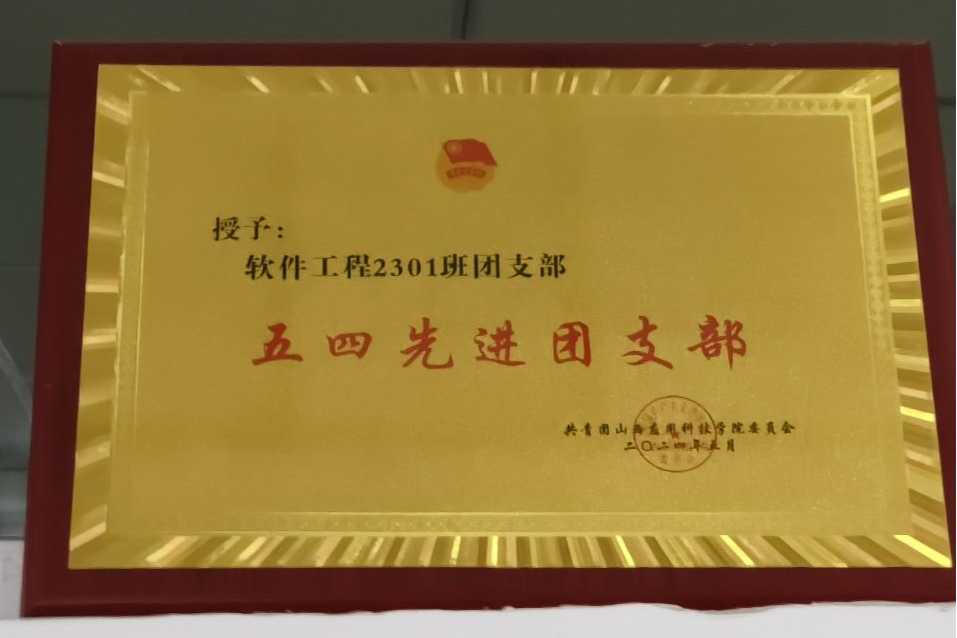 授予：
软件工程2301班团支部
五四先进团支部
共青团山西应用科技学院委员会
二〇二四年五月